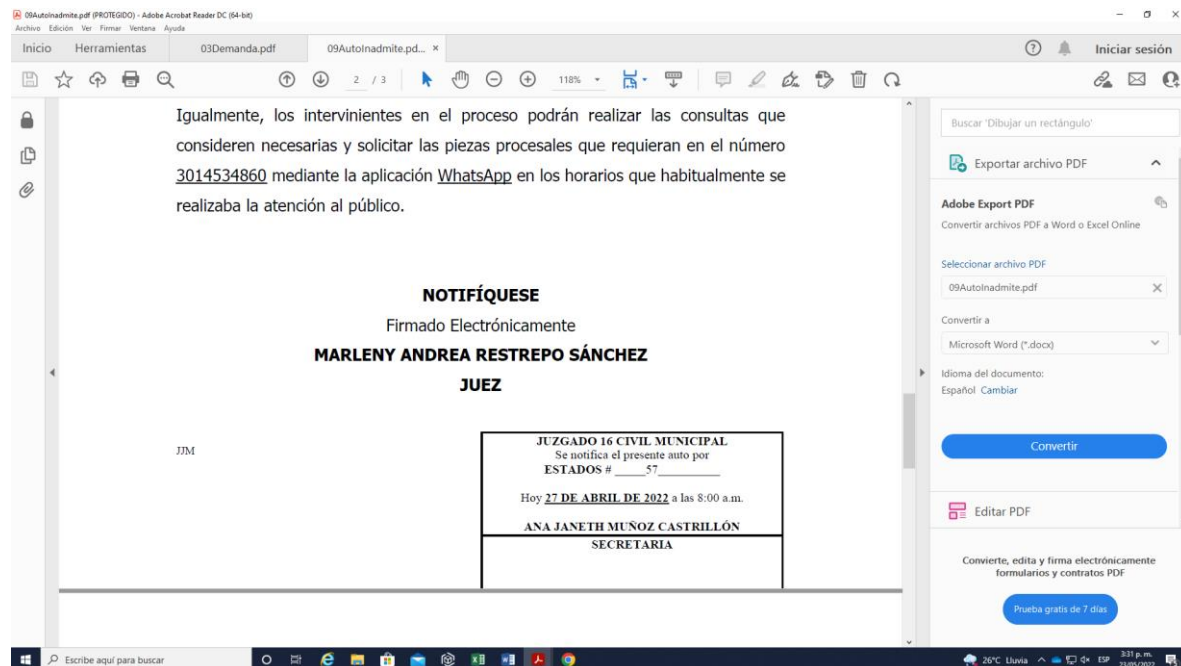 09AutoInadmite.pdf (PROTEGIDO) - Adobe Acrobat Reader DC (64-bit)
Archivo Edición Ver Firmar Ventana Ayuda
Inicio Herramientas 03Demanda.pdf 09AutoInadmite.pd... × Iniciar sesión
2 / 3 118%
Igualmente, los intervinientes en el proceso podrán realizar las consultas que
consideren necesarias y solicitar las piezas procesales que requieran en el número
3014534860 mediante la aplicación WhatsApp en los horarios que habitualmente se
realizaba la atención al público.
NOTIFÍQUESE
Firmado Electrónicamente
MARLENY ANDREA RESTREPO SÁNCHEZ
JUEZ
JJM
JUZGADO 16 CIVIL MUNICIPAL
Se notifica el presente auto por
ESTADOS # _____57__________
Hoy 27 DE ABRIL DE 2022 a las 8:00 a.m.
ANA JANETH MUÑOZ CASTRILLÓN
SECRETARIA
Buscar 'Dibujar un rectángulo'
Exportar archivo PDF
Adobe Export PDF
Convertir archivos PDF a Word o Excel Online
Seleccionar archivo PDF
09AutoInadmite.pdf
Convertir a
Microsoft Word (*.docx)
Idioma del documento:
Español Cambiar
Convertir
Editar PDF
Convierte, edita y firma electrónicamente
formularios y contratos PDF
Prueba gratis de 7 días
Escribe aquí para buscar
26°C Lluvia ESP 3:31 p. m.
23/05/2022